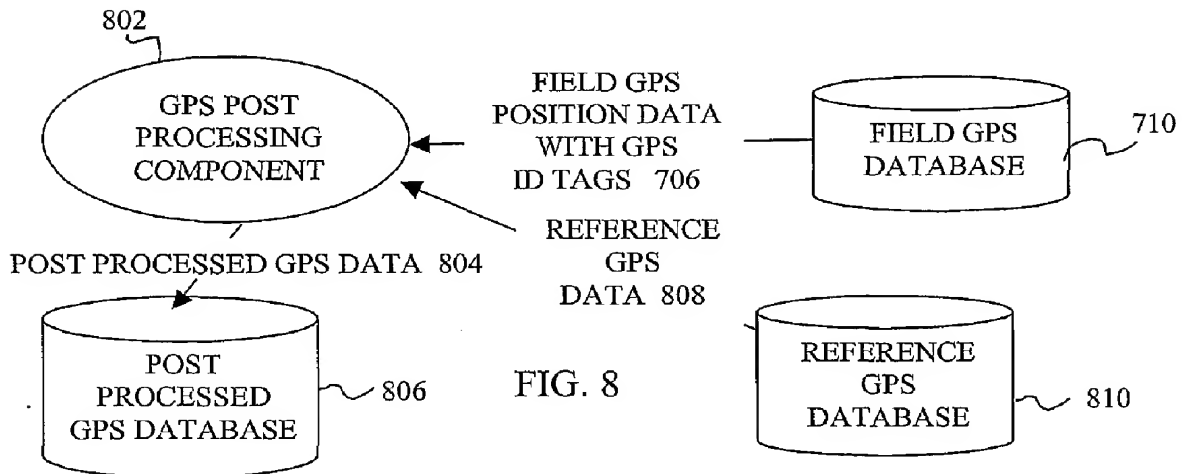 802
GPS POST
PROCESSING
COMPONENT
FIELD GPS
POSITION DATA
WITH GPS
ID TAGS 706
FIELD GPS
DATABASE
710
REFERENCE
GPS
DATA 808
POST PROCESSED GPS DATA 804
POST
PROCESSED
GPS DATABASE
806
FIG. 8
REFERENCE
GPS
DATABASE
810